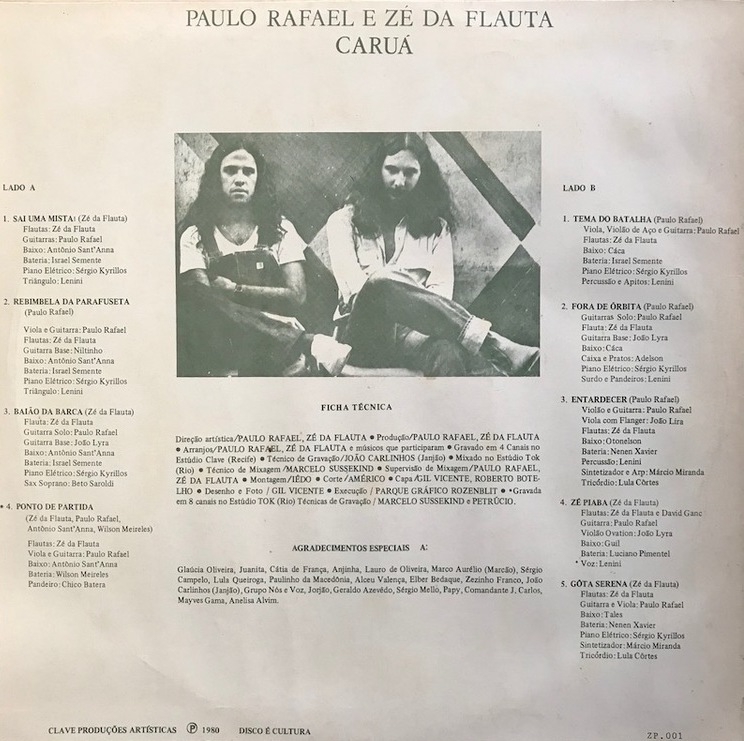 PAULO RAFAEL E ZÉ DA FLAUTA
CARUÁ
LADO A
1. SAI UMA MISTA! (Zé da Flauta)
Flautas: Zé da Flauta
Guitarras: Paulo Rafael
Baixo: Antônio Sant'Anna
Bateria: Israel Semente
Piano Elétrico: Sérgio Kyrillos
Triângulo: Lenini
2. REBIMBELA DA PARAFUSETA
(Paulo Rafael)
Viola e Guitarra: Paulo Rafael
Flautas: Zé da Flauta
Guitarra Base: Niltinho
Baixo: Antônio Sant'Anna
Bateria: Israel Semente
Piano Elétrico: Sérgio Kyrillos
Triângulo: Lenini
3. BAIÃO DA BARCA (Zé da Flauta)
Flauta: Zé da Flauta
Guitarra Solo: Paulo Rafael
Guitarra Base: João Lyra
Baixo: Antônio Sant'Anna
Bateria: Israel Semente
Piano Elétrico: Sérgio Kyrillos
Sax Soprano: Beto Saroldi
* 4. PONTO DE PARTIDA
(Zé da Flauta, Paulo Rafael,
Antônio Sant'Anna, Wilson Meireles)
Flautas: Zé da Flauta
Viola e Guitarra: Paulo Rafael
Baixo: Antônio Sant'Anna
Bateria: Wilson Meireles
Pandeiro: Chico Batera
FICHA TÉCNICA
Direção artística/PAULO RAFAEL, ZÉ DA FLAUTA ● Produção/PAULO RAFAEL, ZÉ DA FLAUTA
● Arranjos/PAULO RAFAEL, ZÉ DA FLAUTA e músicos que participaram ● Gravado em 4 Canais no
Estúdio Clave (Recife) ● Técnico de Gravação/JOÃO CARLINHOS (Janjão) ● Mixado no Estúdio Tok
(Rio) ● Técnico de Mixagem/MARCELO SUSSEKIND ● Supervisão de Mixagem/PAULO RAFAEL,
ZÉ DA FLAUTA ● Montagem/IÊDO ● Corte/AMÉRICO ● Capa/GIL VICENTE, ROBERTO BOTE-
LHO ● Desenho e Foto / GIL VICENTE ● Execução / PARQUE GRÁFICO ROZENBLIT ● *Gravada
em 8 canais no Estúdio TOK (Rio) Técnicas de Gravação / MARCELO SUSSEKIND e PETRÚCIO.
AGRADECIMENTOS ESPECIAIS A:
Glaúcia Oliveira, Juanita, Cátia de França, Anjinha, Lauro de Oliveira, Marco Aurélio (Marcão), Sérgio
Campelo, Lula Queiroga, Paulinho da Macedônia, Alceu Valença, Elber Bedaque, Zezinho Franco, João
Carlinhos (Janjão), Grupo Nós e Voz, Jorjão, Geraldo Azevêdo, Sérgio Mello, Papy, Comandante J. Carlos,
Mayves Gama, Anelisa Alvim.
LADO B
1. TEMA DO BATALHA (Paulo Rafael)
Viola, Violão de Aço e Guitarra: Paulo Rafael
Flautas: Zé da Flauta
Baixo: Cáca
Bateria: Israel Semente
Piano Elétrico: Sérgio Kyrillos
Percussão e Apitos: Lenini
2. FORA DE ÓRBITA (Paulo Rafael)
Guitarras Solo: Paulo Rafael
Flauta: Zé da Flauta
Guitarra Base: João Lyra
Baixo: Cáca
Caixa e Pratos: Adelson
Piano Elétrico: Sérgio Kyrillos
Surdo e Pandeiros: Lenini
3. ENTARDECER (Paulo Rafael)
Violão e Guitarra: Paulo Rafael
Viola com Flanger: João Lira
Flautas: Zé da Flauta
Baixo: Otonelson
Bateria: Nenen Xavier
Percussão: Lenini
Sintetizador e Arp: Márcio Miranda
Tricórdio: Lula Côrtes
4. ZÉ PIABA (Zé da Flauta)
Flautas: Zé da Flauta e David Ganc
Guitarra: Paulo Rafael
Violão Ovation: João Lyra
Baixo: Guil
Bateria: Luciano Pimentel
* Voz: Lenini
5. GÔTA SERENA (Zé da Flauta)
Flautas: Zé da Flauta
Guitarra e Viola: Paulo Rafael
Baixo: Tales
Bateria: Nenen Xavier
Piano Elétrico: Sérgio Kyrillos
Sintetizador: Márcio Miranda
Tricórdio: Lula Côrtes
CLAVE PRODUÇÕES ARTÍSTICAS Ⓟ 1980 DISCO É CULTURA
ZP.001